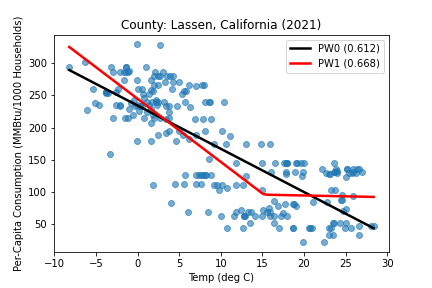 County: Lassen, California (2021)
PW0 (0.612)
PW1 (0.668)
Per-Capita Consumption (MMBtu/1000 Households)
300
250
200
150
100
50
−10 −5 0 5 10 15 20 25 30
Temp (deg C)